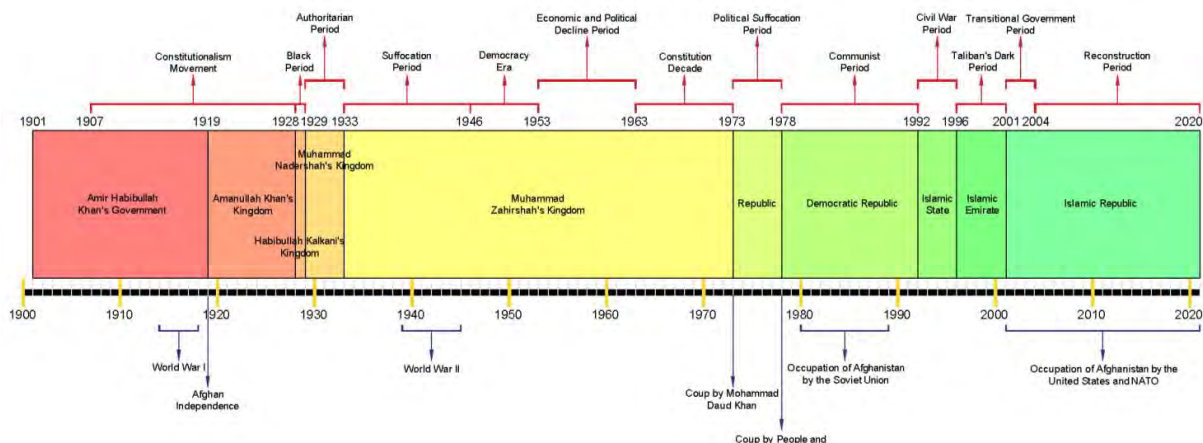 Authoritarian
Period
Economic and Political
Decline Period
Political Suffocation
Period
Civil War
Period
Transitional Government
Period
Constitutionalism
Movement
Black
Period
Suffocation
Period
Democracy
Era
Constitution
Decade
Communist
Period
Taliban's Dark
Period
Reconstruction
Period
1901 1907 1919 1928 1929 1933 1946 1953 1963 1973 1978 1992 1996 2001 2004 2020
Amir Habibullah
Khan's Government
Amanullah Khan's
Kingdom
Muhammad
Nadershah's Kingdom
Habibullah Kalkani's
Kingdom
Muhammad
Zahirshah's Kingdom
Republic
Democratic Republic
Islamic
State
Islamic
Emirate
Islamic Republic
1900 1910 1920 1930 1940 1950 1960 1970 1980 1990 2000 2010 2020
World War I
Afghan
Independence
World War II
Coup by Mohammad
Daud Khan
Coup by People and
Occupation of Afghanistan
by the Soviet Union
Occupation of Afghanistan by the
United States and NATO